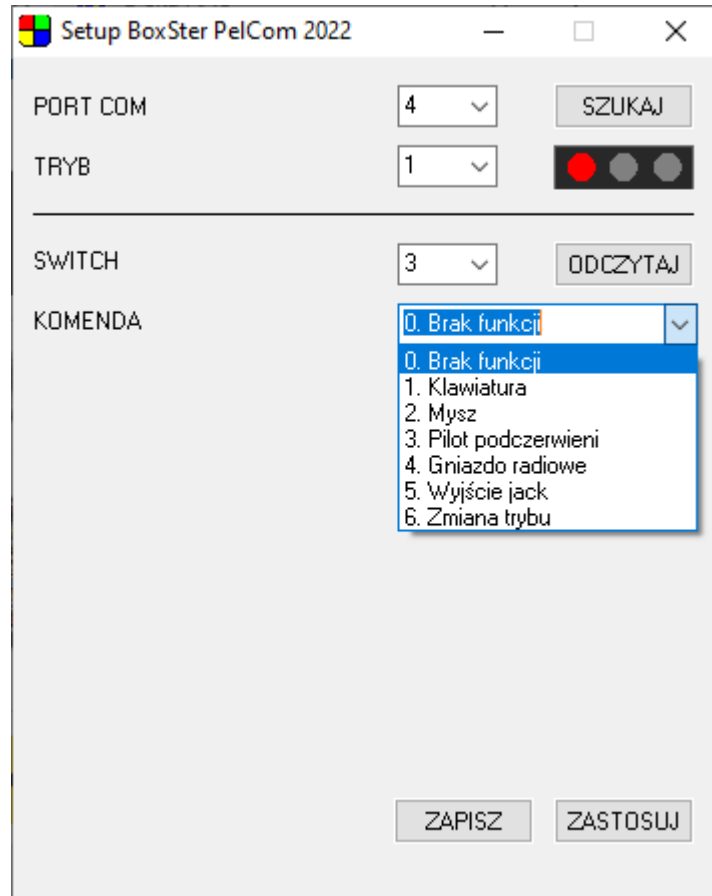 Setup BoxSter PelCom 2022
PORT COM 4 SZUKAJ
TRYB 1
SWITCH 3 ODCZYTAJ
KOMENDA 0. Brak funkcji
0. Brak funkcji
1. Klawiatura
2. Mysz
3. Pilot podczerwieni
4. Gniazdo radiowe
5. Wyjście jack
6. Zmiana trybu
ZAPISZ ZASTOSUJ